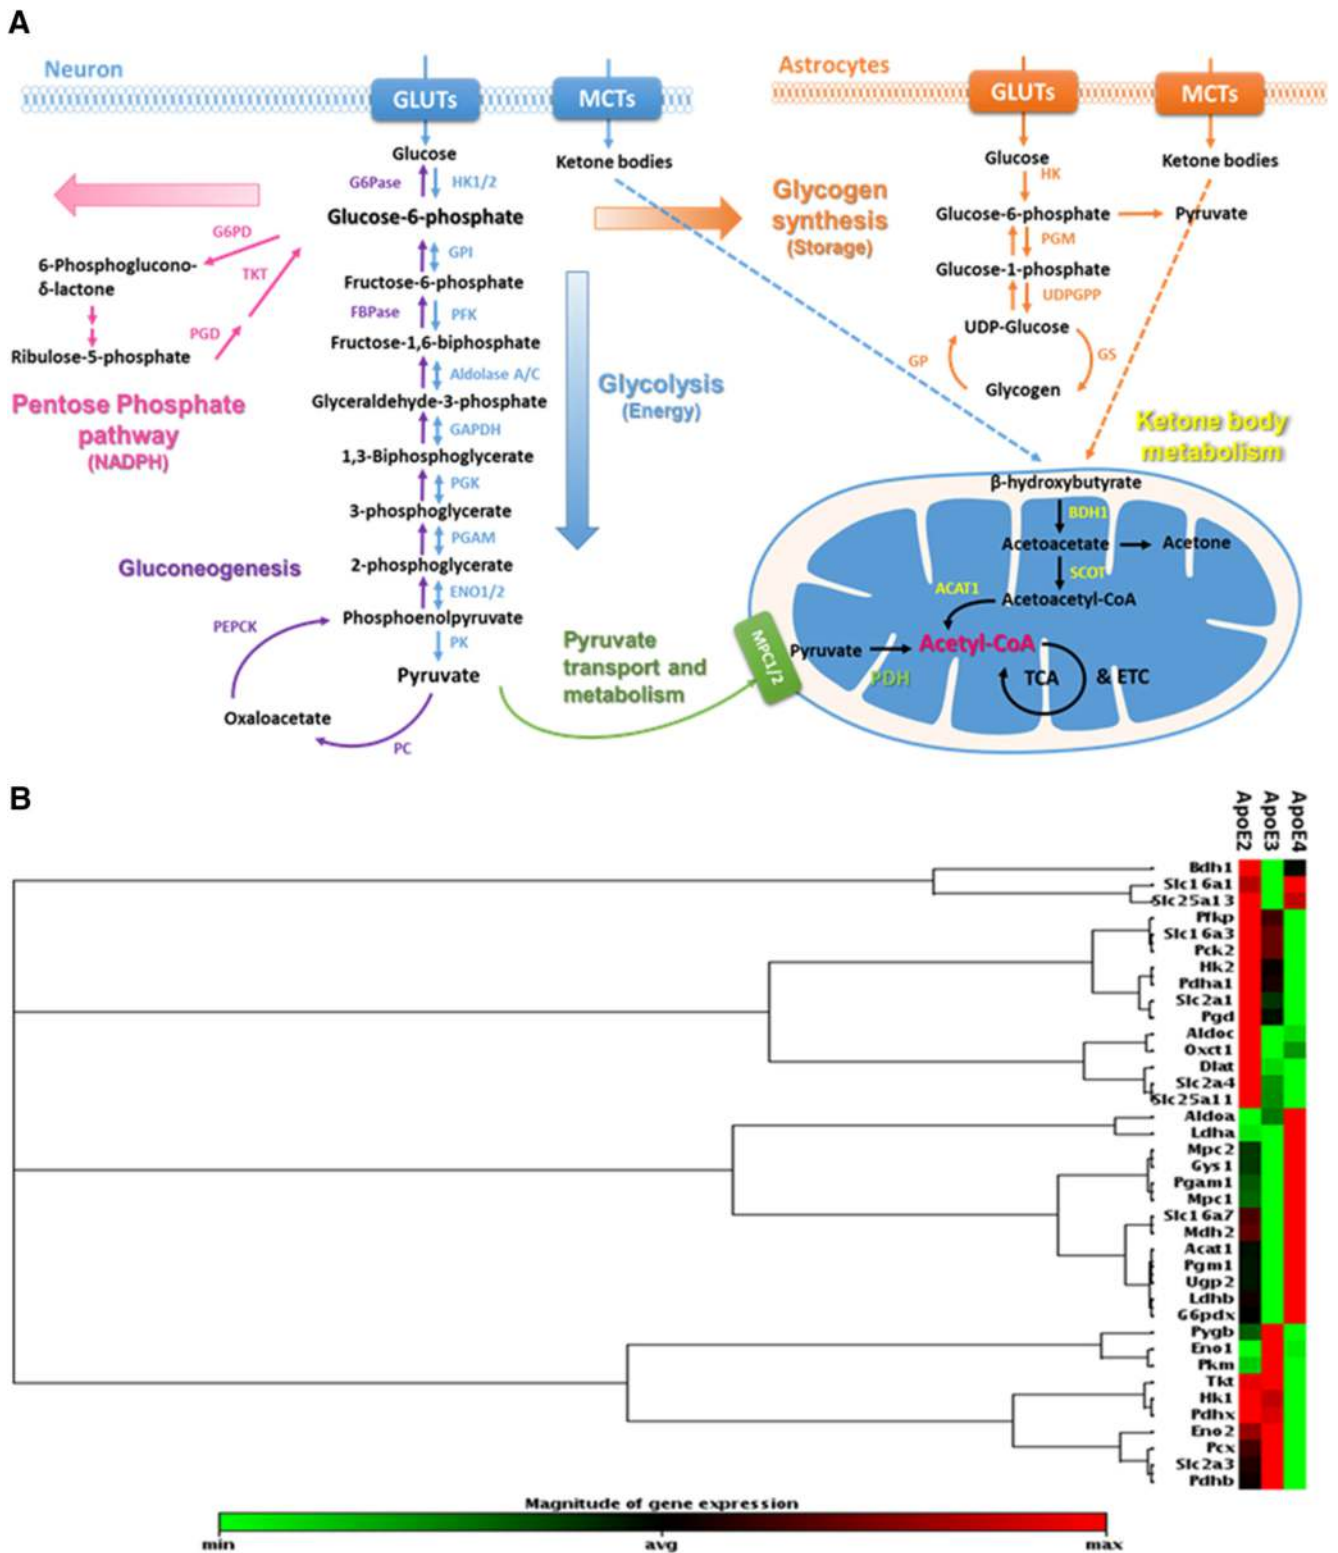 A
Neuron
GLUTs
MCTs
Astrocytes
GLUTs
MCTs
Glucose
Ketone bodies
Glucose
Ketone bodies
G6Pase
HK1/2
HK
Glucose-6-phosphate
Glycogen
synthesis
(Storage)
Glucose-6-phosphate
Pyruvate
G6PD
GPI
PGM
6-Phosphoglucono-
δ-lactone
TKT
Fructose-6-phosphate
Glucose-1-phosphate
FBPase
PFK
UDPGPP
PGD
Fructose-1,6-biphosphate
UDP-Glucose
Ribulose-5-phosphate
Aldolase A/C
GP
GS
Glycolysis
(Energy)
Glycogen
Pentose Phosphate
pathway
(NADPH)
Glyceraldehyde-3-phosphate
GAPDH
Ketone body
metabolism
1,3-Biphosphoglycerate
PGK
β-hydroxybutyrate
3-phosphoglycerate
BDH1
PGAM
Acetoacetate
Acetone
Gluconeogenesis
2-phosphoglycerate
SCOT
ENO1/2
ACAT1
Acetoacetyl-CoA
PEPCK
Phosphoenolpyruvate
PK
Pyruvate
transport and
metabolism
MPC1/2
Pyruvate
Acetyl-CoA
Pyruvate
PDH
TCA
& ETC
Oxaloacetate
PC
B
ApoE2
ApoE3
ApoE4
Bdh1
Slc16a1
Slc25a13
Pfkp
Slc16a3
Pck2
Hk2
Pdha1
Slc2a1
Pgd
Aldoc
Oxct1
Dlat
Slc2a4
Slc25a11
Aldoa
Ldha
Mpc2
Gys1
Pgam1
Mpc1
Slc16a7
Mdh2
Acat1
Pgm1
Ugp2
Ldhb
G6pdx
Pygb
Eno1
Pkm
Tkt
Hk1
Pdhx
Eno2
Pcx
Slc2a3
Pdhb
Magnitude of gene expression
min
avg
max